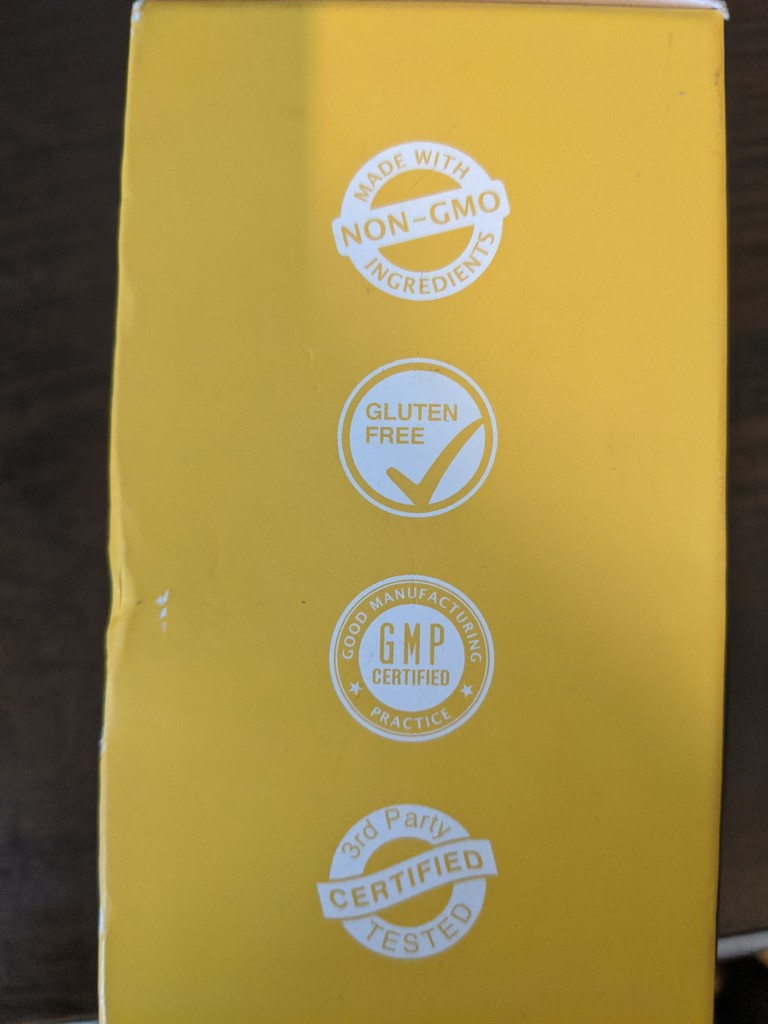 MADE WITH
NON-GMO
INGREDIENTS
GLUTEN
FREE
GOOD MANUFACTURING
GMP
CERTIFIED
PRACTICE
3rd Party
CERTIFIED
TESTED